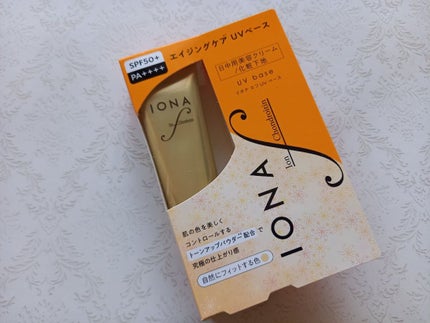 SPF50+
PA++++
エイジングケア UVベース
日中用美容クリーム
/化粧下地
UV base
イオナ エフ UVベース
IONA
Ion Chondroitin
IONA
肌の色を美しく
コントロールする
トーンアップパウダー配合で
究極の仕上がり感
自然にフィットする色